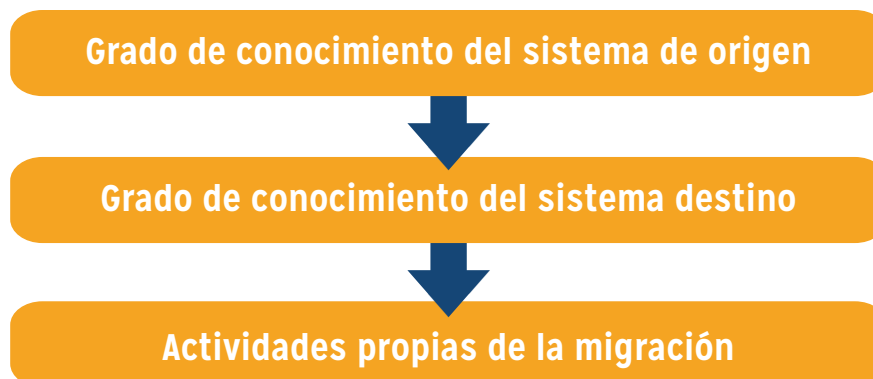 Grado de conocimiento del sistema de origen
Grado de conocimiento del sistema destino
Actividades propias de la migración